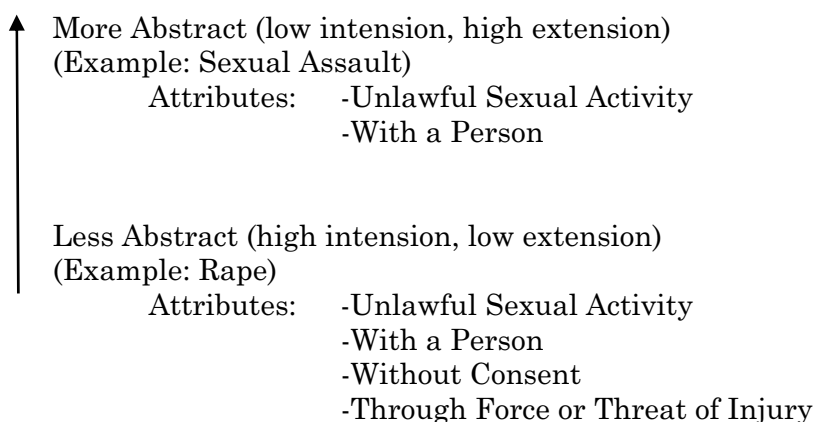 More Abstract (low intension, high extension)
(Example: Sexual Assault)
Attributes: -Unlawful Sexual Activity
-With a Person
Less Abstract (high intension, low extension)
(Example: Rape)
Attributes: -Unlawful Sexual Activity
-With a Person
-Without Consent
-Through Force or Threat of Injury